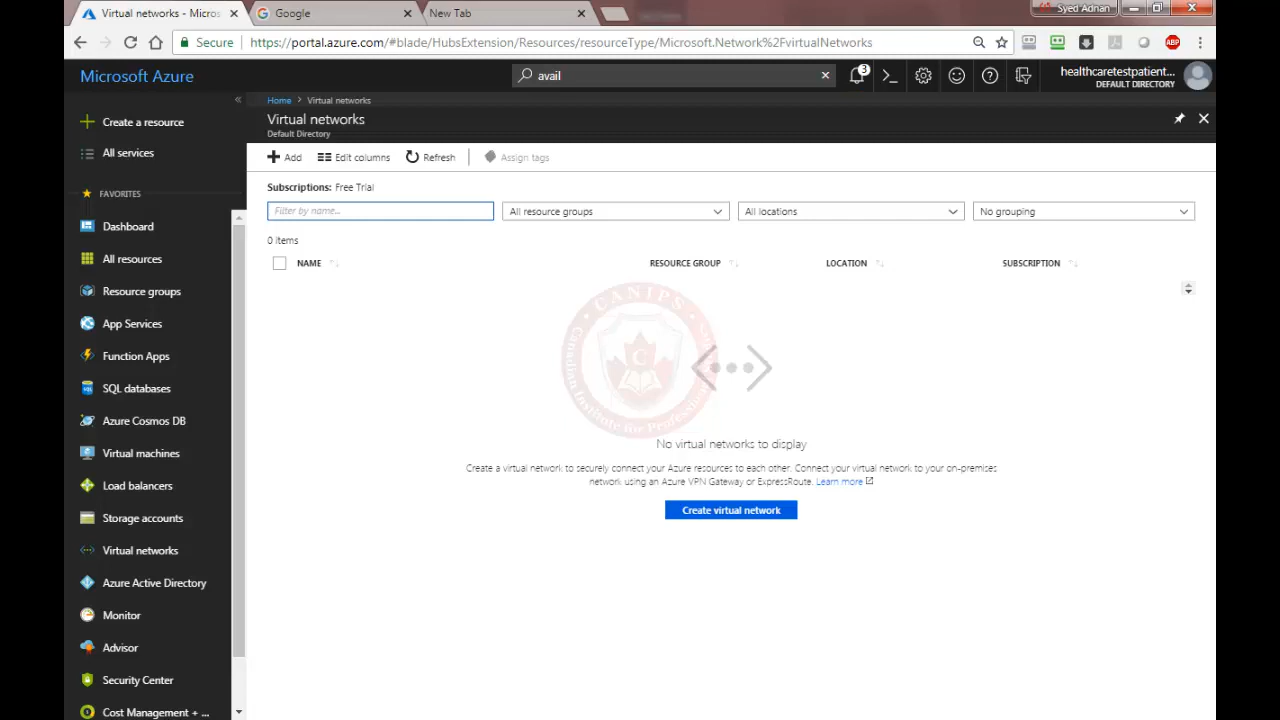 Virtual networks - Micros
Google
New Tab
Syed Adnan
Secure
https://portal.azure.com/#blade/HubsExtension/Resources/resourceType/Microsoft.Network%2FvirtualNetworks
ABP
Microsoft Azure
avail
3
healthcaretestpatient...
DEFAULT DIRECTORY
Home > Virtual networks
Virtual networks
Default Directory
Create a resource
All services
FAVORITES
Dashboard
All resources
Resource groups
App Services
Function Apps
SQL databases
Azure Cosmos DB
Virtual machines
Load balancers
Storage accounts
Virtual networks
Azure Active Directory
Monitor
Advisor
Security Center
Cost Management + ...
Add
Edit columns
Refresh
Assign tags
Subscriptions: Free Trial
Filter by name...
All resource groups
All locations
No grouping
0 items
NAME
RESOURCE GROUP
LOCATION
SUBSCRIPTION
CANIPS
C
Canadian Institute for Professional
No virtual networks to display
Create a virtual network to securely connect your Azure resources to each other. Connect your virtual network to your on-premises
network using an Azure VPN Gateway or ExpressRoute. Learn more
Create virtual network